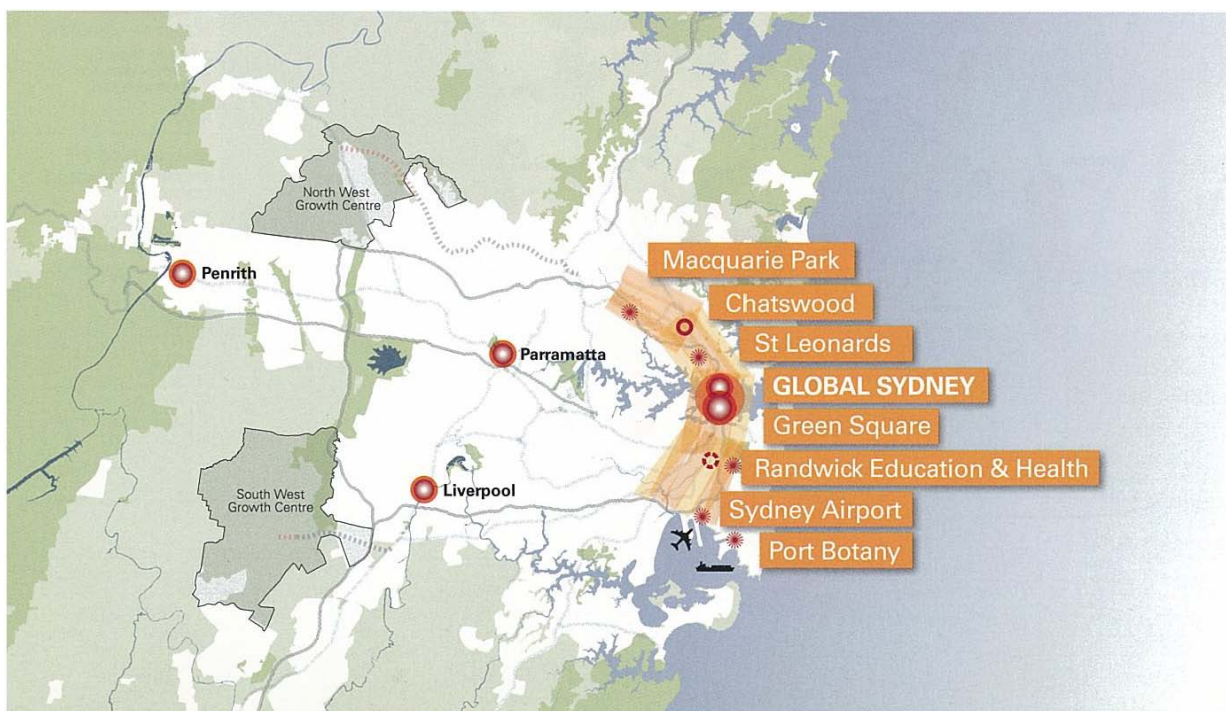 North West
Growth Centre
Macquarie Park
Penrith
Chatswood
St Leonards
Parramatta
GLOBAL SYDNEY
Green Square
Randwick Education & Health
Liverpool
South West
Growth Centre
Sydney Airport
Port Botany